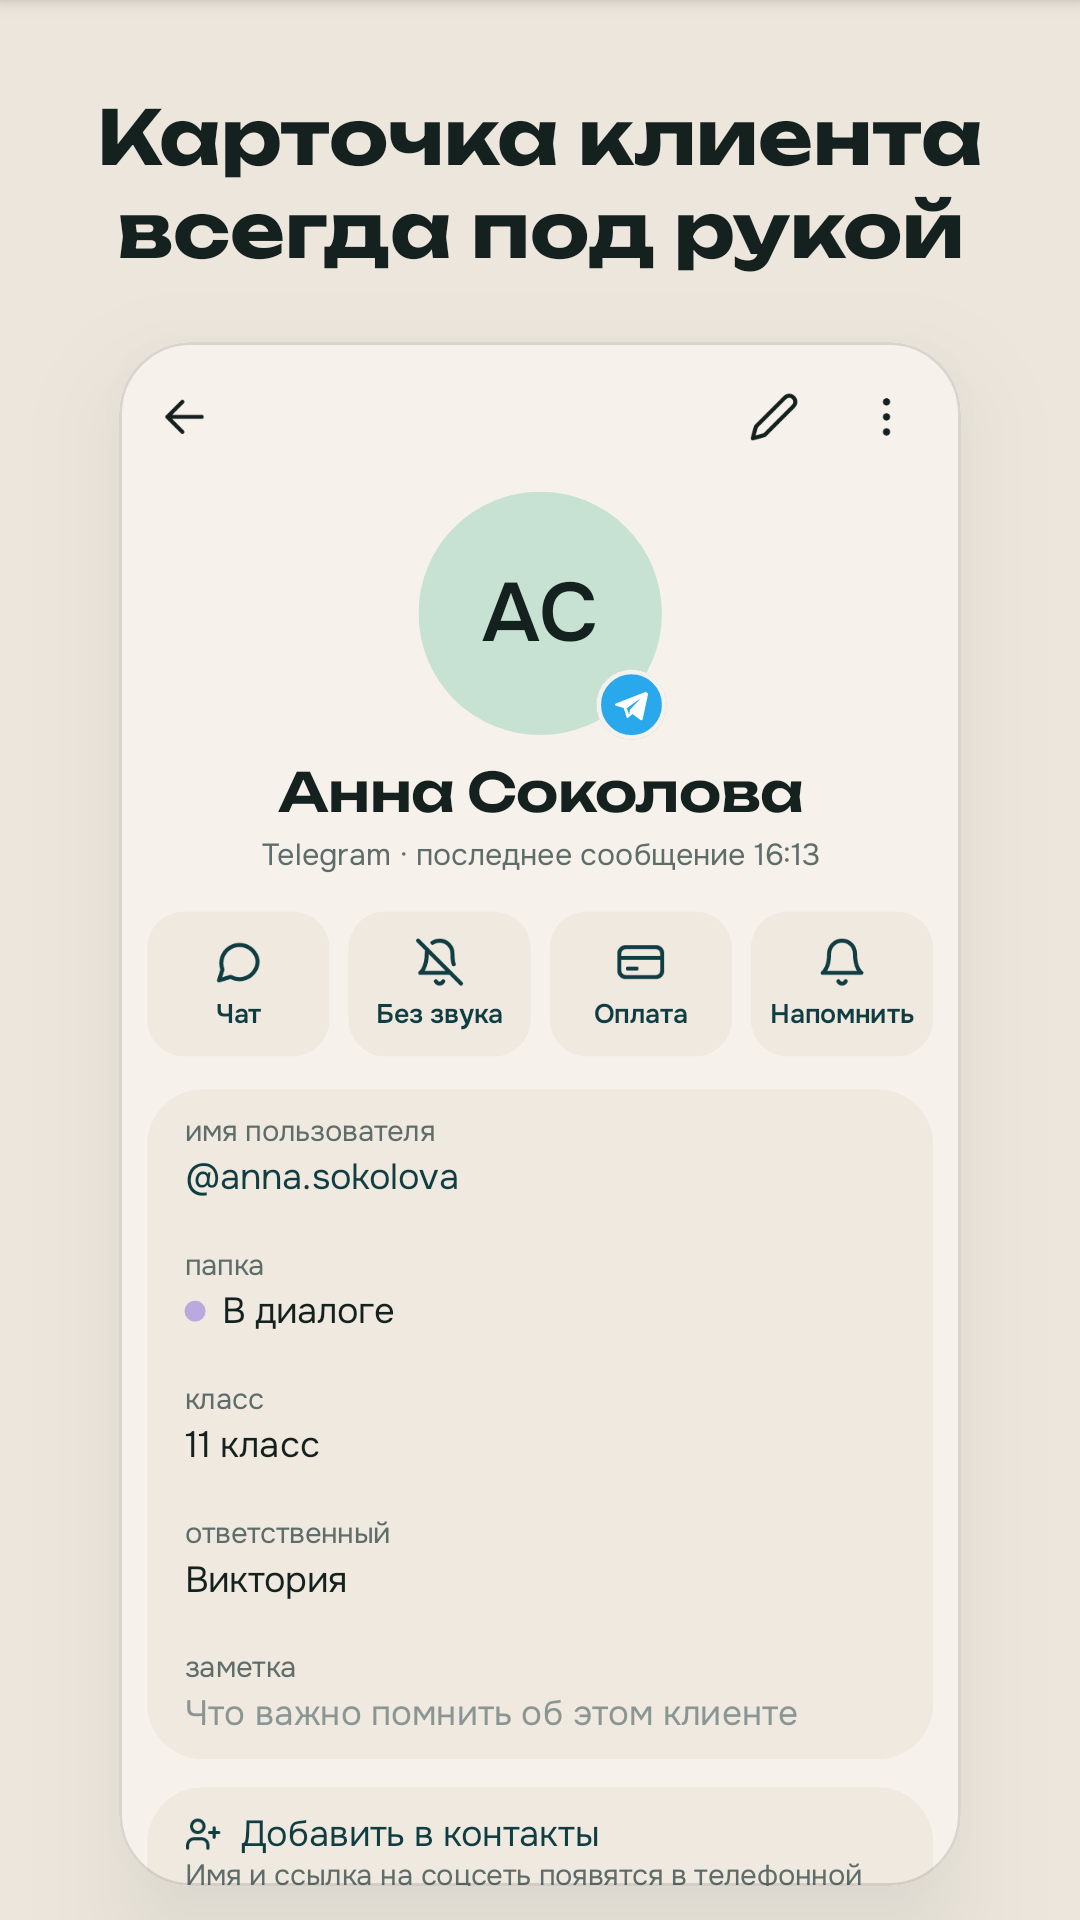 Карточка клиента
всегда под рукой
АС
Анна Соколова
Telegram · последнее сообщение 16:13
Чат
Без звука
Оплата
Напомнить
имя пользователя
@anna.sokolova
папка
В диалоге
класс
11 класс
ответственный
Виктория
заметка
Что важно помнить об этом клиенте
Добавить в контакты
Имя и ссылка на соцсеть появятся в телефонной